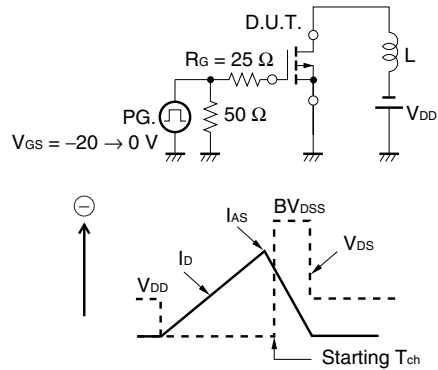 D.U.T.
RG = 25 Ω
L
PG.
50 Ω
VDD
VGS = −20 → 0 V
⊖
IAS
BVDSS
ID
VDS
VDD
Starting Tch